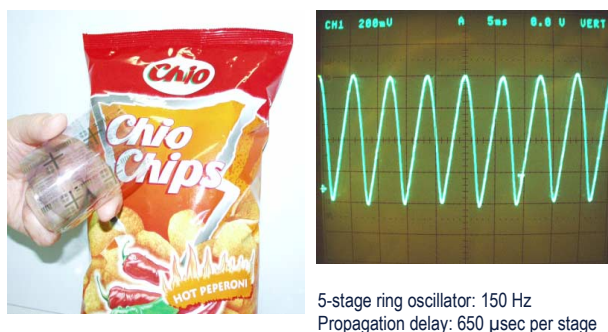 Chio
Chio
Chips
HOT PEPERONI
CH1 200mV A 5ms 0.0 V VERT
5-stage ring oscillator: 150 Hz
Propagation delay: 650 µsec per stage